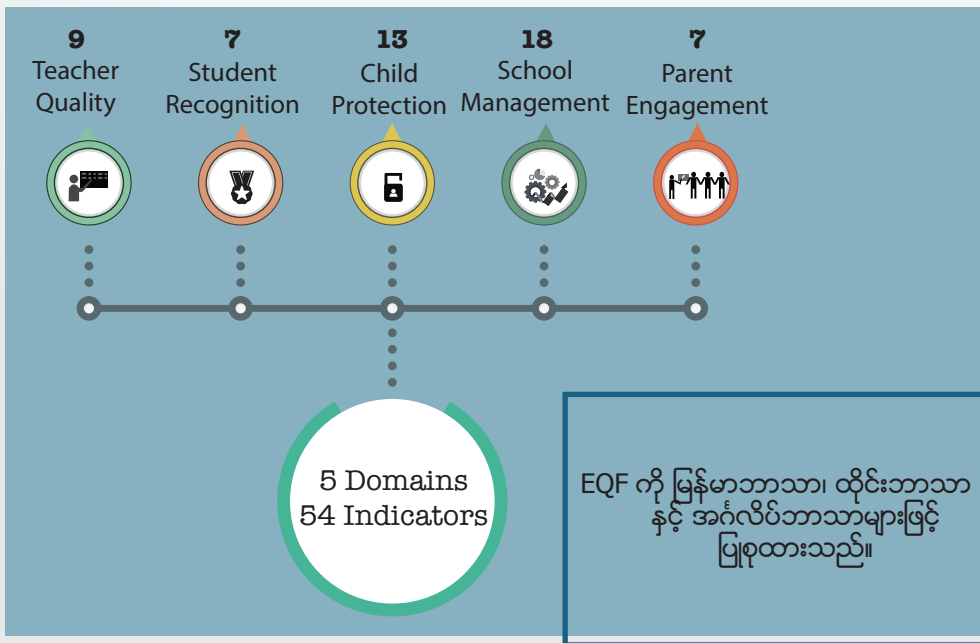 9
Teacher
Quality
7
Student
Recognition
13
Child
Protection
18
School
Management
7
Parent
Engagement
5 Domains
54 Indicators
EQF ကို မြန်မာဘာသာ၊ ထိုင်းဘာသာ
နှင့် အင်္ဂလိပ်ဘာသာများဖြင့်
ပြုစုထားသည်။